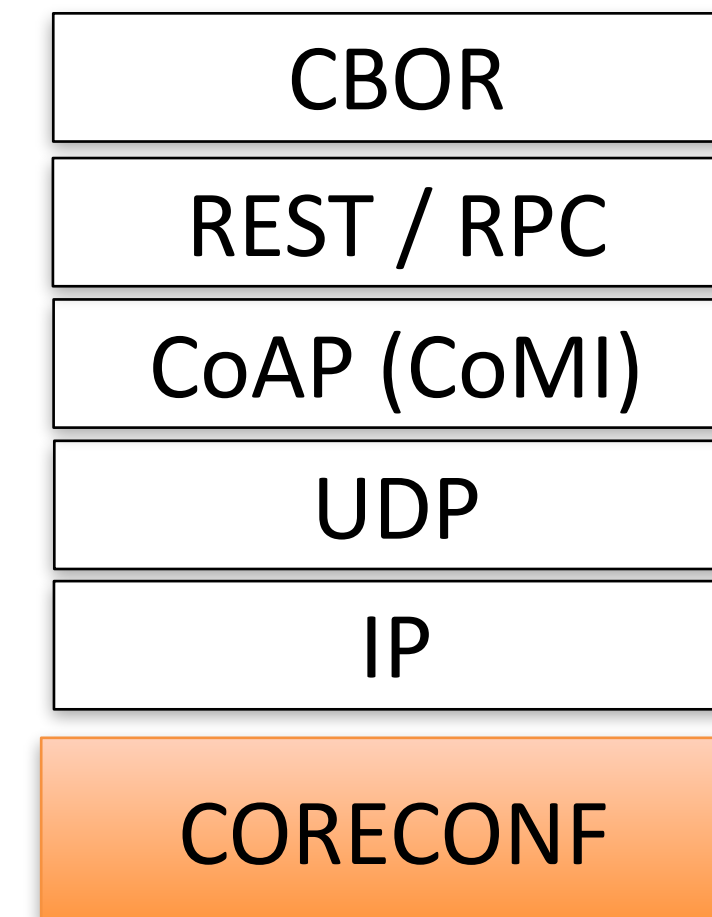 CBOR
REST / RPC
CoAP (CoMI)
UDP
IP
CORECONF